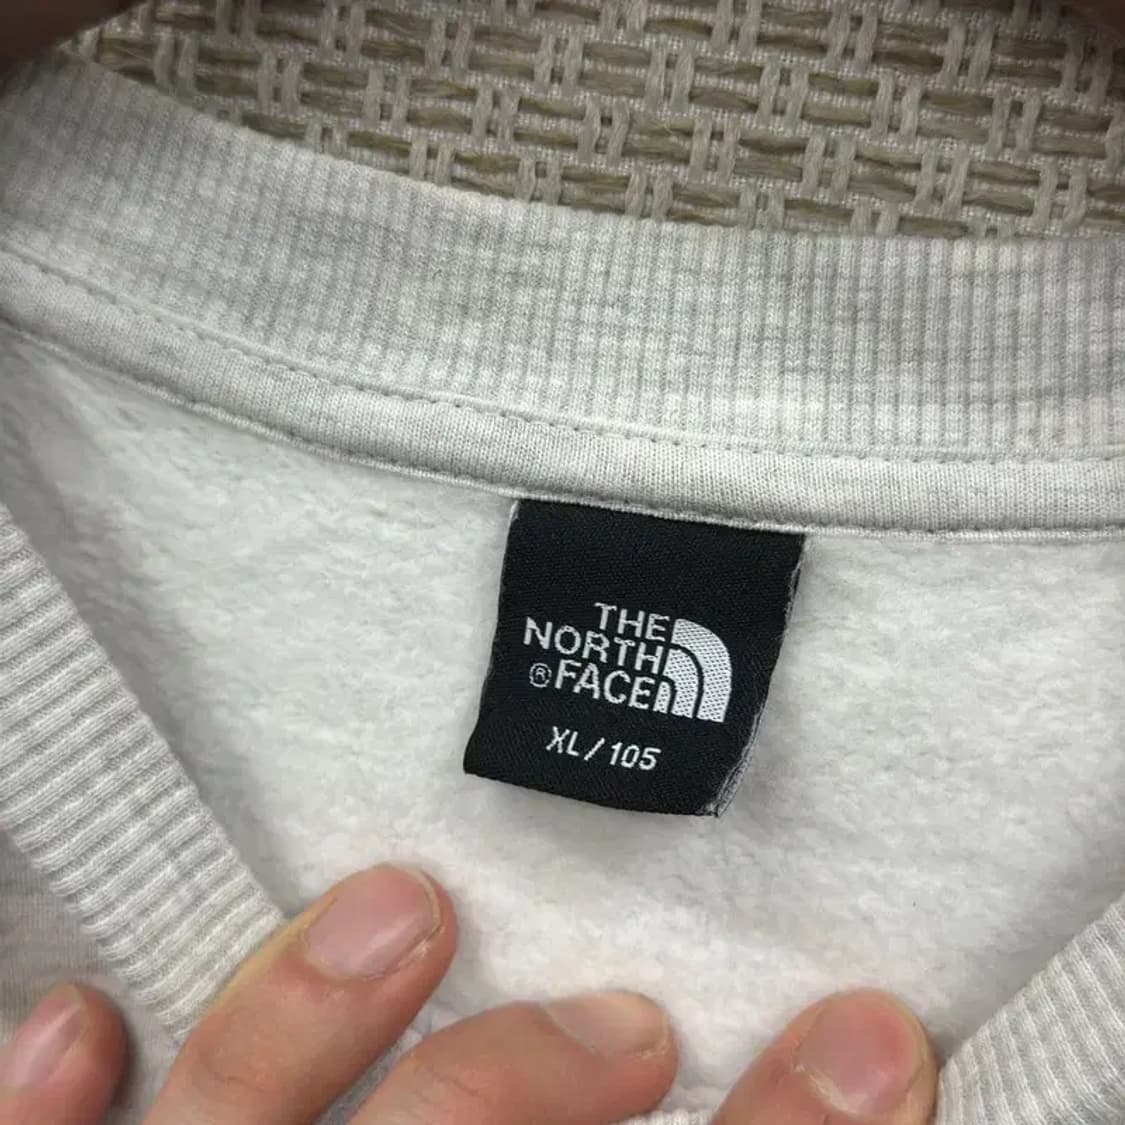 THE
NORTH
® FACE
XL / 105